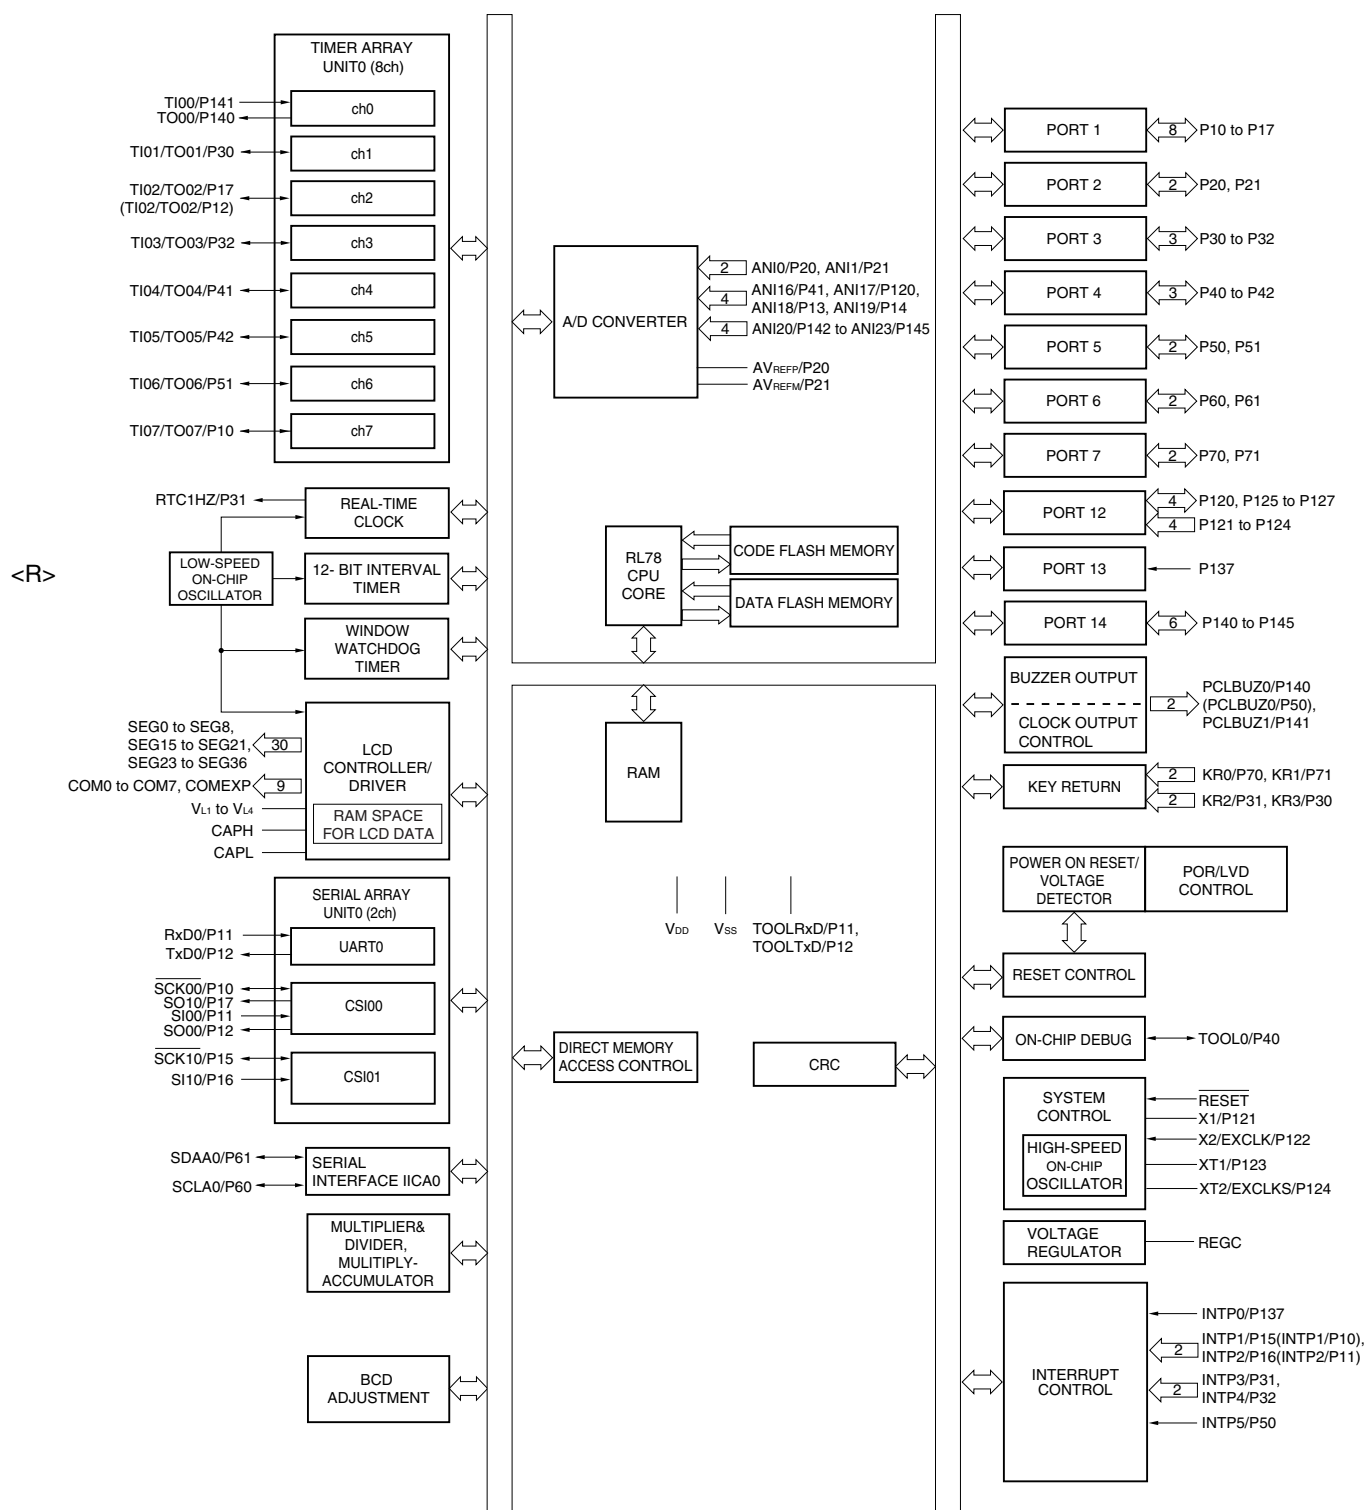 TIMER ARRAY
UNIT0 (8ch)
TI00/P141
TO00/P140
ch0
TI01/TO01/P30
ch1
TI02/TO02/P17
(TI02/TO02/P12)
ch2
TI03/TO03/P32
ch3
TI04/TO04/P41
ch4
TI05/TO05/P42
ch5
TI06/TO06/P51
ch6
TI07/TO07/P10
ch7
RTC1HZ/P31
REAL-TIME
CLOCK
<R>
LOW-SPEED
ON-CHIP
OSCILLATOR
12- BIT INTERVAL
TIMER
WINDOW
WATCHDOG
TIMER
SEG0 to SEG8,
SEG15 to SEG21,
SEG23 to SEG36
30
COM0 to COM7, COMEXP
9
VL1 to VL4
CAPH
CAPL
LCD
CONTROLLER/
DRIVER
RAM SPACE
FOR LCD DATA
SERIAL ARRAY
UNIT0 (2ch)
RxD0/P11
TxD0/P12
UART0
SCK00/P10
SO10/P17
SI00/P11
SO00/P12
CSI00
SCK10/P15
SI10/P16
CSI01
SDAA0/P61
SCLA0/P60
SERIAL
INTERFACE IICA0
MULTIPLIER&
DIVIDER,
MULITIPLY-
ACCUMULATOR
BCD
ADJUSTMENT
A/D CONVERTER
2
ANI0/P20, ANI1/P21
4
ANI16/P41, ANI17/P120,
ANI18/P13, ANI19/P14
4
ANI20/P142 to ANI23/P145
AVREFP/P20
AVREFM/P21
RL78
CPU
CORE
CODE FLASH MEMORY
DATA FLASH MEMORY
RAM
VDD
VSS
TOOLRxD/P11,
TOOLTxD/P12
DIRECT MEMORY
ACCESS CONTROL
CRC
PORT 1
8
P10 to P17
PORT 2
2
P20, P21
PORT 3
3
P30 to P32
PORT 4
3
P40 to P42
PORT 5
2
P50, P51
PORT 6
2
P60, P61
PORT 7
2
P70, P71
PORT 12
4
P120, P125 to P127
4
P121 to P124
PORT 13
P137
PORT 14
6
P140 to P145
BUZZER OUTPUT
CLOCK OUTPUT
CONTROL
2
PCLBUZ0/P140
(PCLBUZ0/P50),
PCLBUZ1/P141
KEY RETURN
2
KR0/P70, KR1/P71
2
KR2/P31, KR3/P30
POWER ON RESET/
VOLTAGE
DETECTOR
POR/LVD
CONTROL
RESET CONTROL
ON-CHIP DEBUG
TOOL0/P40
SYSTEM
CONTROL
HIGH-SPEED
ON-CHIP
OSCILLATOR
RESET
X1/P121
X2/EXCLK/P122
XT1/P123
XT2/EXCLKS/P124
VOLTAGE
REGULATOR
REGC
INTERRUPT
CONTROL
INTP0/P137
2
INTP1/P15(INTP1/P10),
INTP2/P16(INTP2/P11)
2
INTP3/P31,
INTP4/P32
INTP5/P50